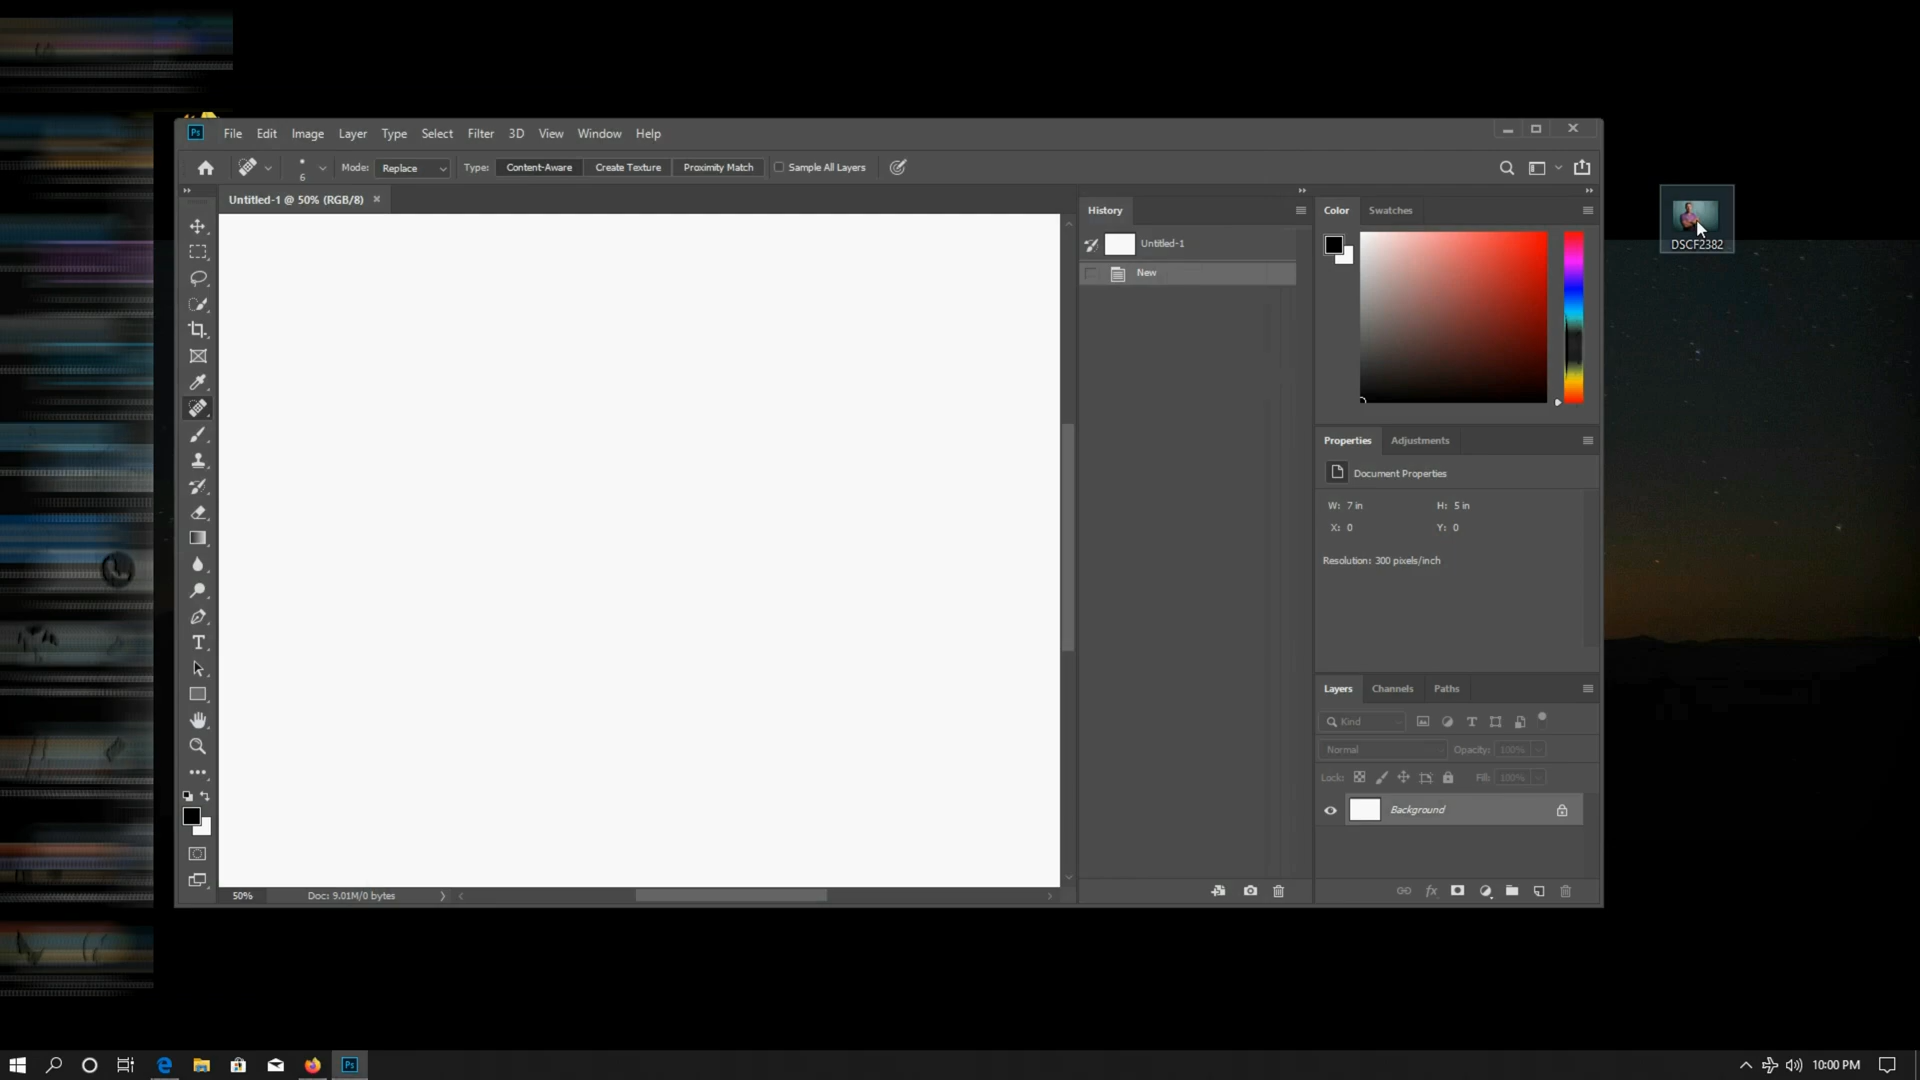 Ps File Edit Image Layer Type Select Filter 3D View Window Help
6 Mode: Replace Type: Content-Aware Create Texture Proximity Match Sample All Layers
Untitled-1 @ 50% (RGB/8)
History
Untitled-1
New
Color Swatches
Properties Adjustments
Document Properties
W: 7 in H: 5 in
X: 0 Y: 0
Resolution: 300 pixels/inch
Layers Channels Paths
Kind
Normal Opacity: 100%
Lock: Fill: 100%
Background
50% Doc: 9.01M/0 bytes
DSCF2382
Ps 10:00 PM